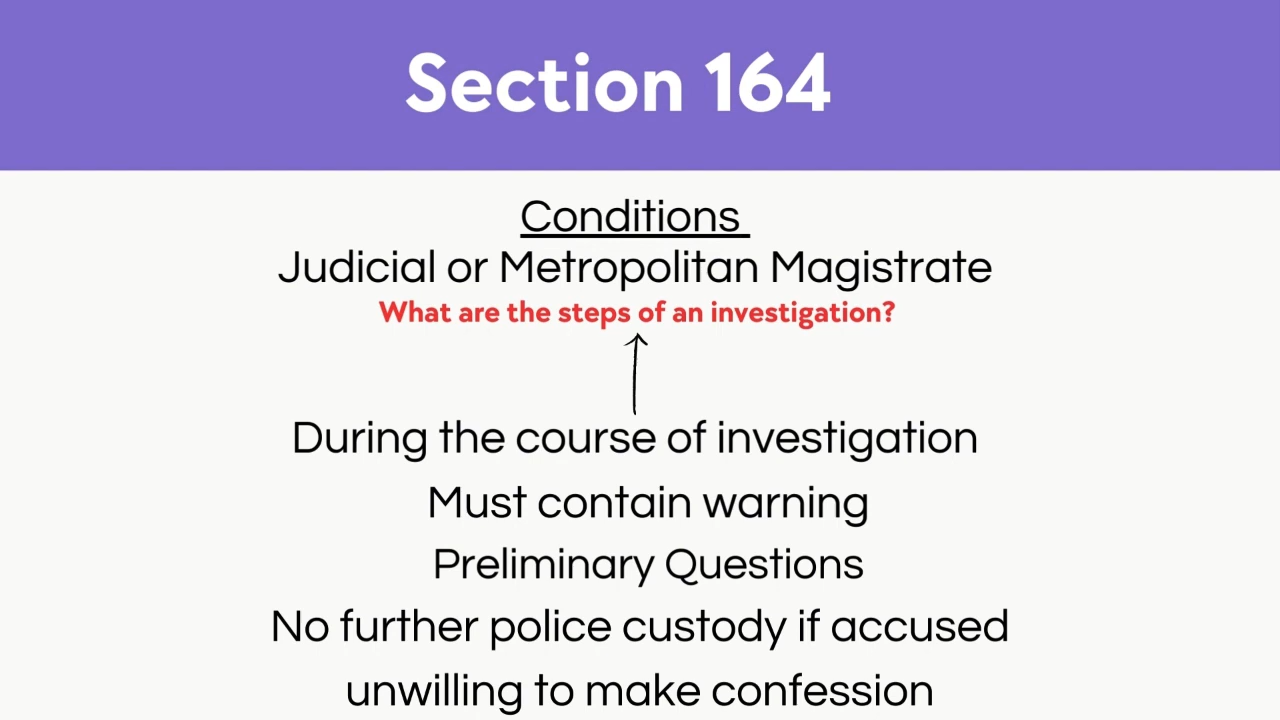 Section 164
Conditions
Judicial or Metropolitan Magistrate
What are the steps of an investigation?
During the course of investigation
Must contain warning
Preliminary Questions
No further police custody if accused
unwilling to make confession